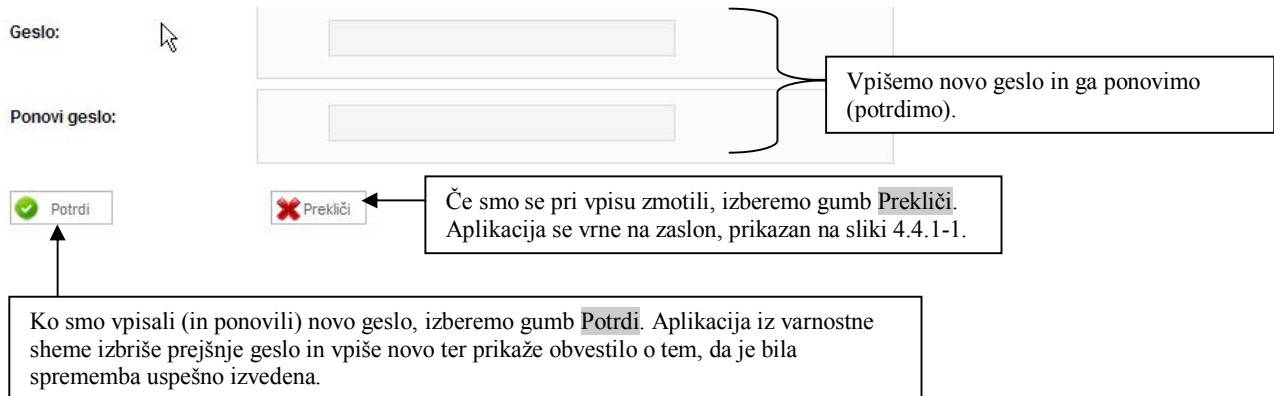 Geslo:
Vpišemo novo geslo in ga ponovimo
(potrdimo).
Ponovi geslo:
Potrdi
Prekliči
Če smo se pri vpisu zmotili, izberemo gumb Prekliči.
Aplikacija se vrne na zaslon, prikazan na sliki 4.4.1-1.
Ko smo vpisali (in ponovili) novo geslo, izberemo gumb Potrdi. Aplikacija iz varnostne
sheme izbriše prejšnje geslo in vpiše novo ter prikaže obvestilo o tem, da je bila
sprememba uspešno izvedena.